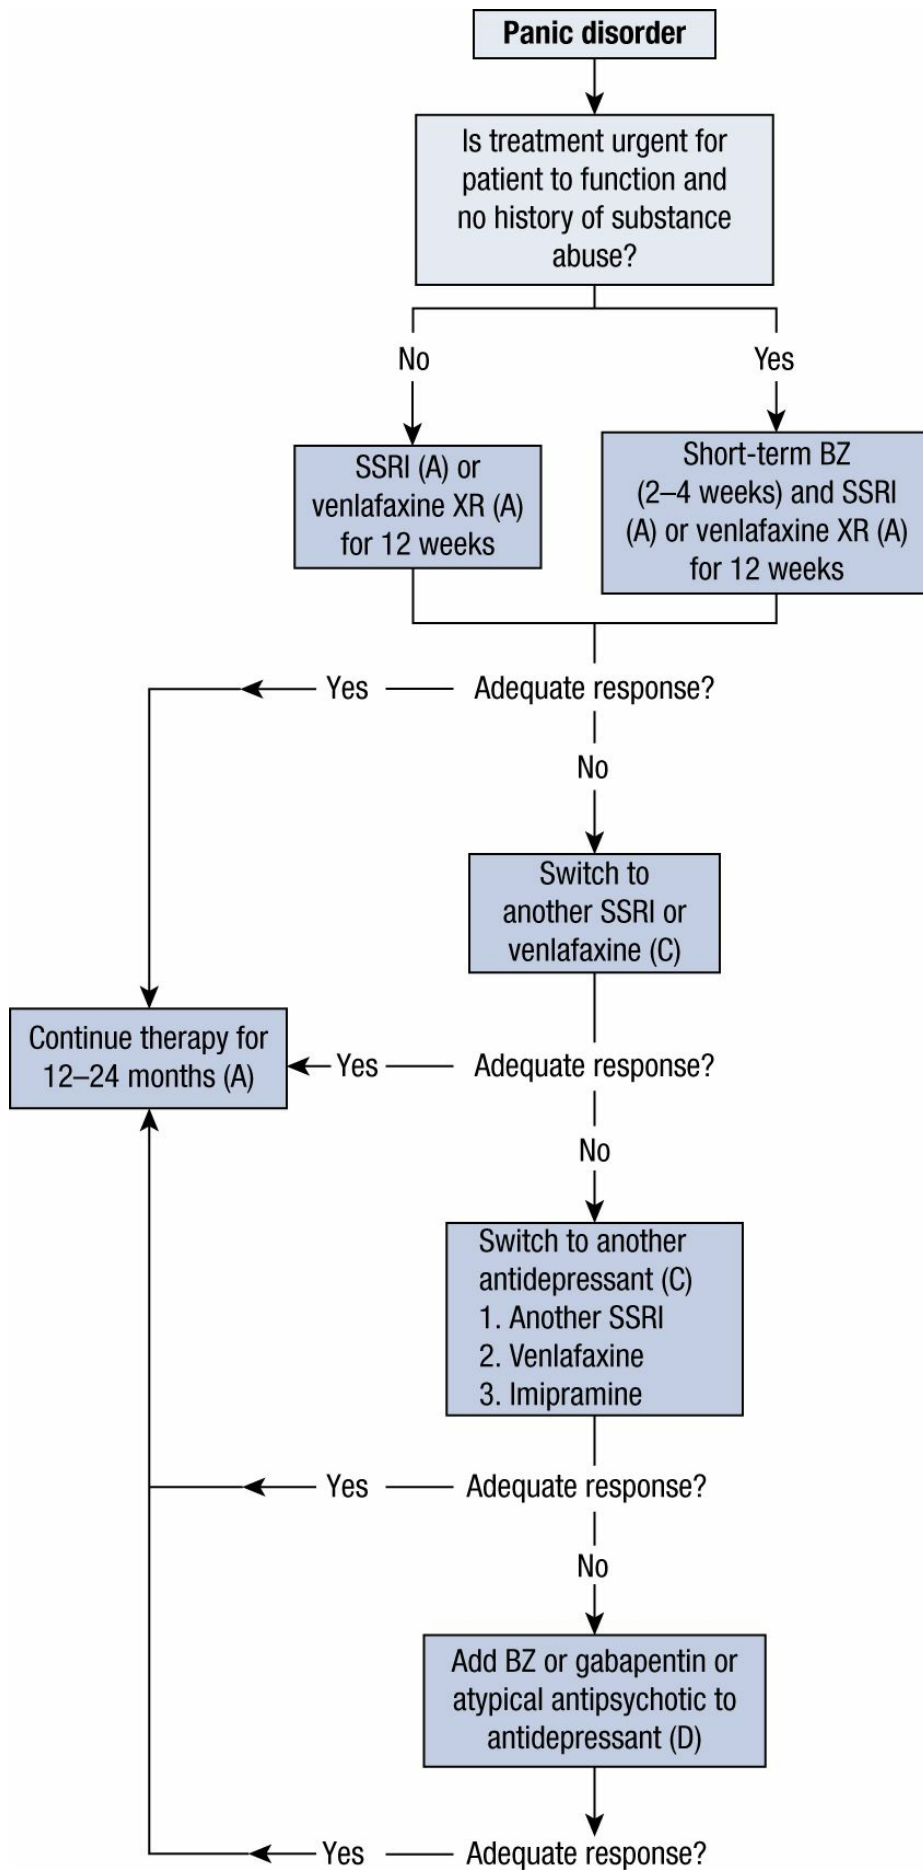 Panic disorder
Is treatment urgent for
patient to function and
no history of substance
abuse?
No
Yes
SSRI (A) or
venlafaxine XR (A)
for 12 weeks
Short-term BZ
(2–4 weeks) and SSRI
(A) or venlafaxine XR (A)
for 12 weeks
Yes
Adequate response?
No
Switch to
another SSRI or
venlafaxine (C)
Continue therapy for
12–24 months (A)
Yes
Adequate response?
No
Switch to another
antidepressant (C)
1. Another SSRI
2. Venlafaxine
3. Imipramine
Yes
Adequate response?
No
Add BZ or gabapentin or
atypical antipsychotic to
antidepressant (D)
Yes
Adequate response?